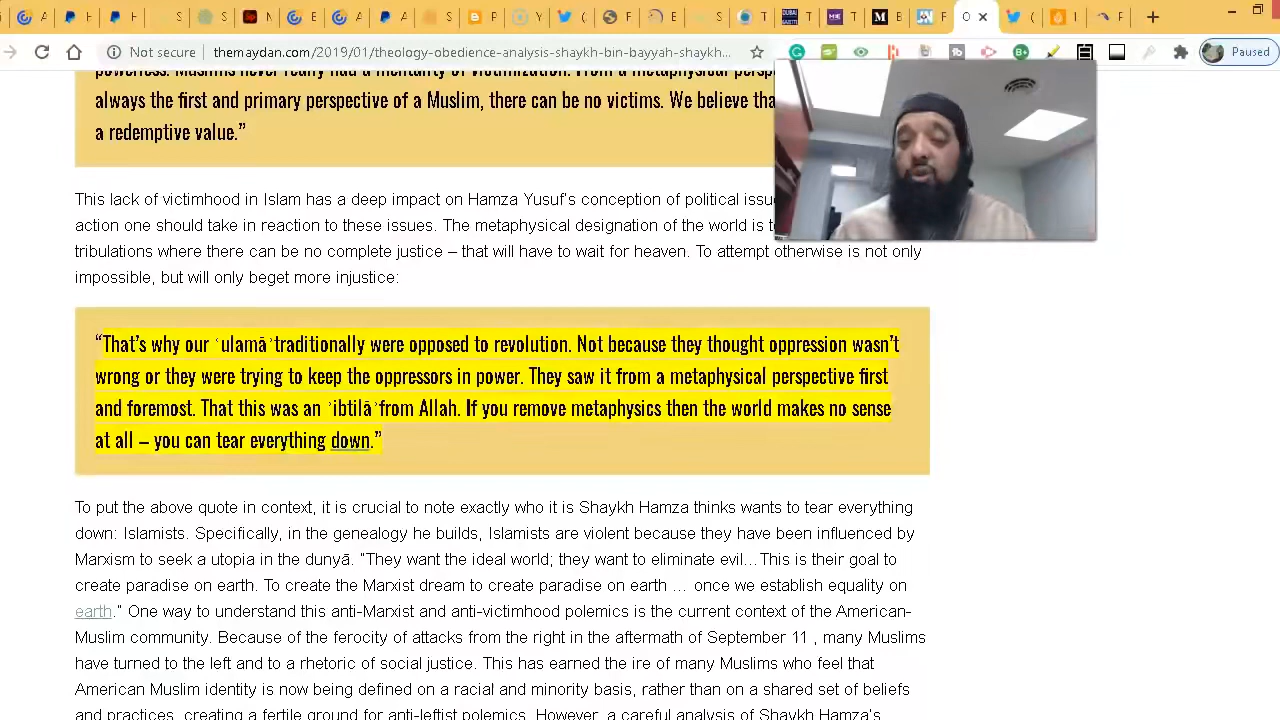 A P H S S N E A A S B P Y ( F E S T ME T M E F O
Not secure themaydan.com/2019/01/theology-obedience-analysis-shaykh-bin-bayyah-shaykh... Paused
powerless. Muslims never really had a mentality of victimization. From a metaphysical persp
always the first and primary perspective of a Muslim, there can be no victims. We believe tha
a redemptive value.”
This lack of victimhood in Islam has a deep impact on Hamza Yusuf’s conception of political issu
action one should take in reaction to these issues. The metaphysical designation of the world is t
tribulations where there can be no complete justice – that will have to wait for heaven. To attempt otherwise is not only
impossible, but will only beget more injustice:
“That’s why our ʿulamāʾtraditionally were opposed to revolution. Not because they thought oppression wasn’t
wrong or they were trying to keep the oppressors in power. They saw it from a metaphysical perspective first
and foremost. That this was an ʾibtilāʾfrom Allah. If you remove metaphysics then the world makes no sense
at all – you can tear everything down.”
To put the above quote in context, it is crucial to note exactly who it is Shaykh Hamza thinks wants to tear everything
down: Islamists. Specifically, in the genealogy he builds, Islamists are violent because they have been influenced by
Marxism to seek a utopia in the dunyā. “They want the ideal world; they want to eliminate evil…This is their goal to
create paradise on earth. To create the Marxist dream to create paradise on earth … once we establish equality on
earth.” One way to understand this anti-Marxist and anti-victimhood polemics is the current context of the American-
Muslim community. Because of the ferocity of attacks from the right in the aftermath of September 11 , many Muslims
have turned to the left and to a rhetoric of social justice. This has earned the ire of many Muslims who feel that
American Muslim identity is now being defined on a racial and minority basis, rather than on a shared set of beliefs
and practices, creating a fertile ground for anti-leftist polemics. However, a careful analysis of Shaykh Hamza’s